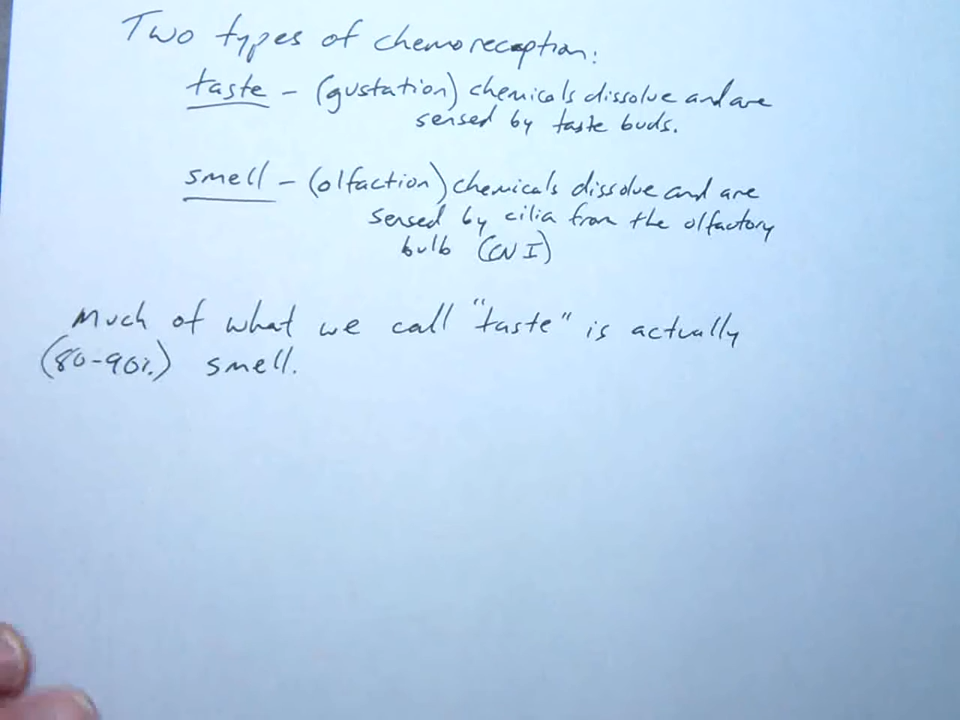 Two types of chemoreception:
taste - (gustation) chemicals dissolve and are
sensed by taste buds.
smell - (olfaction) chemicals dissolve and are
sensed by cilia from the olfactory
bulb (CN I)
Much of what we call "taste" is actually
(80-90%) smell.